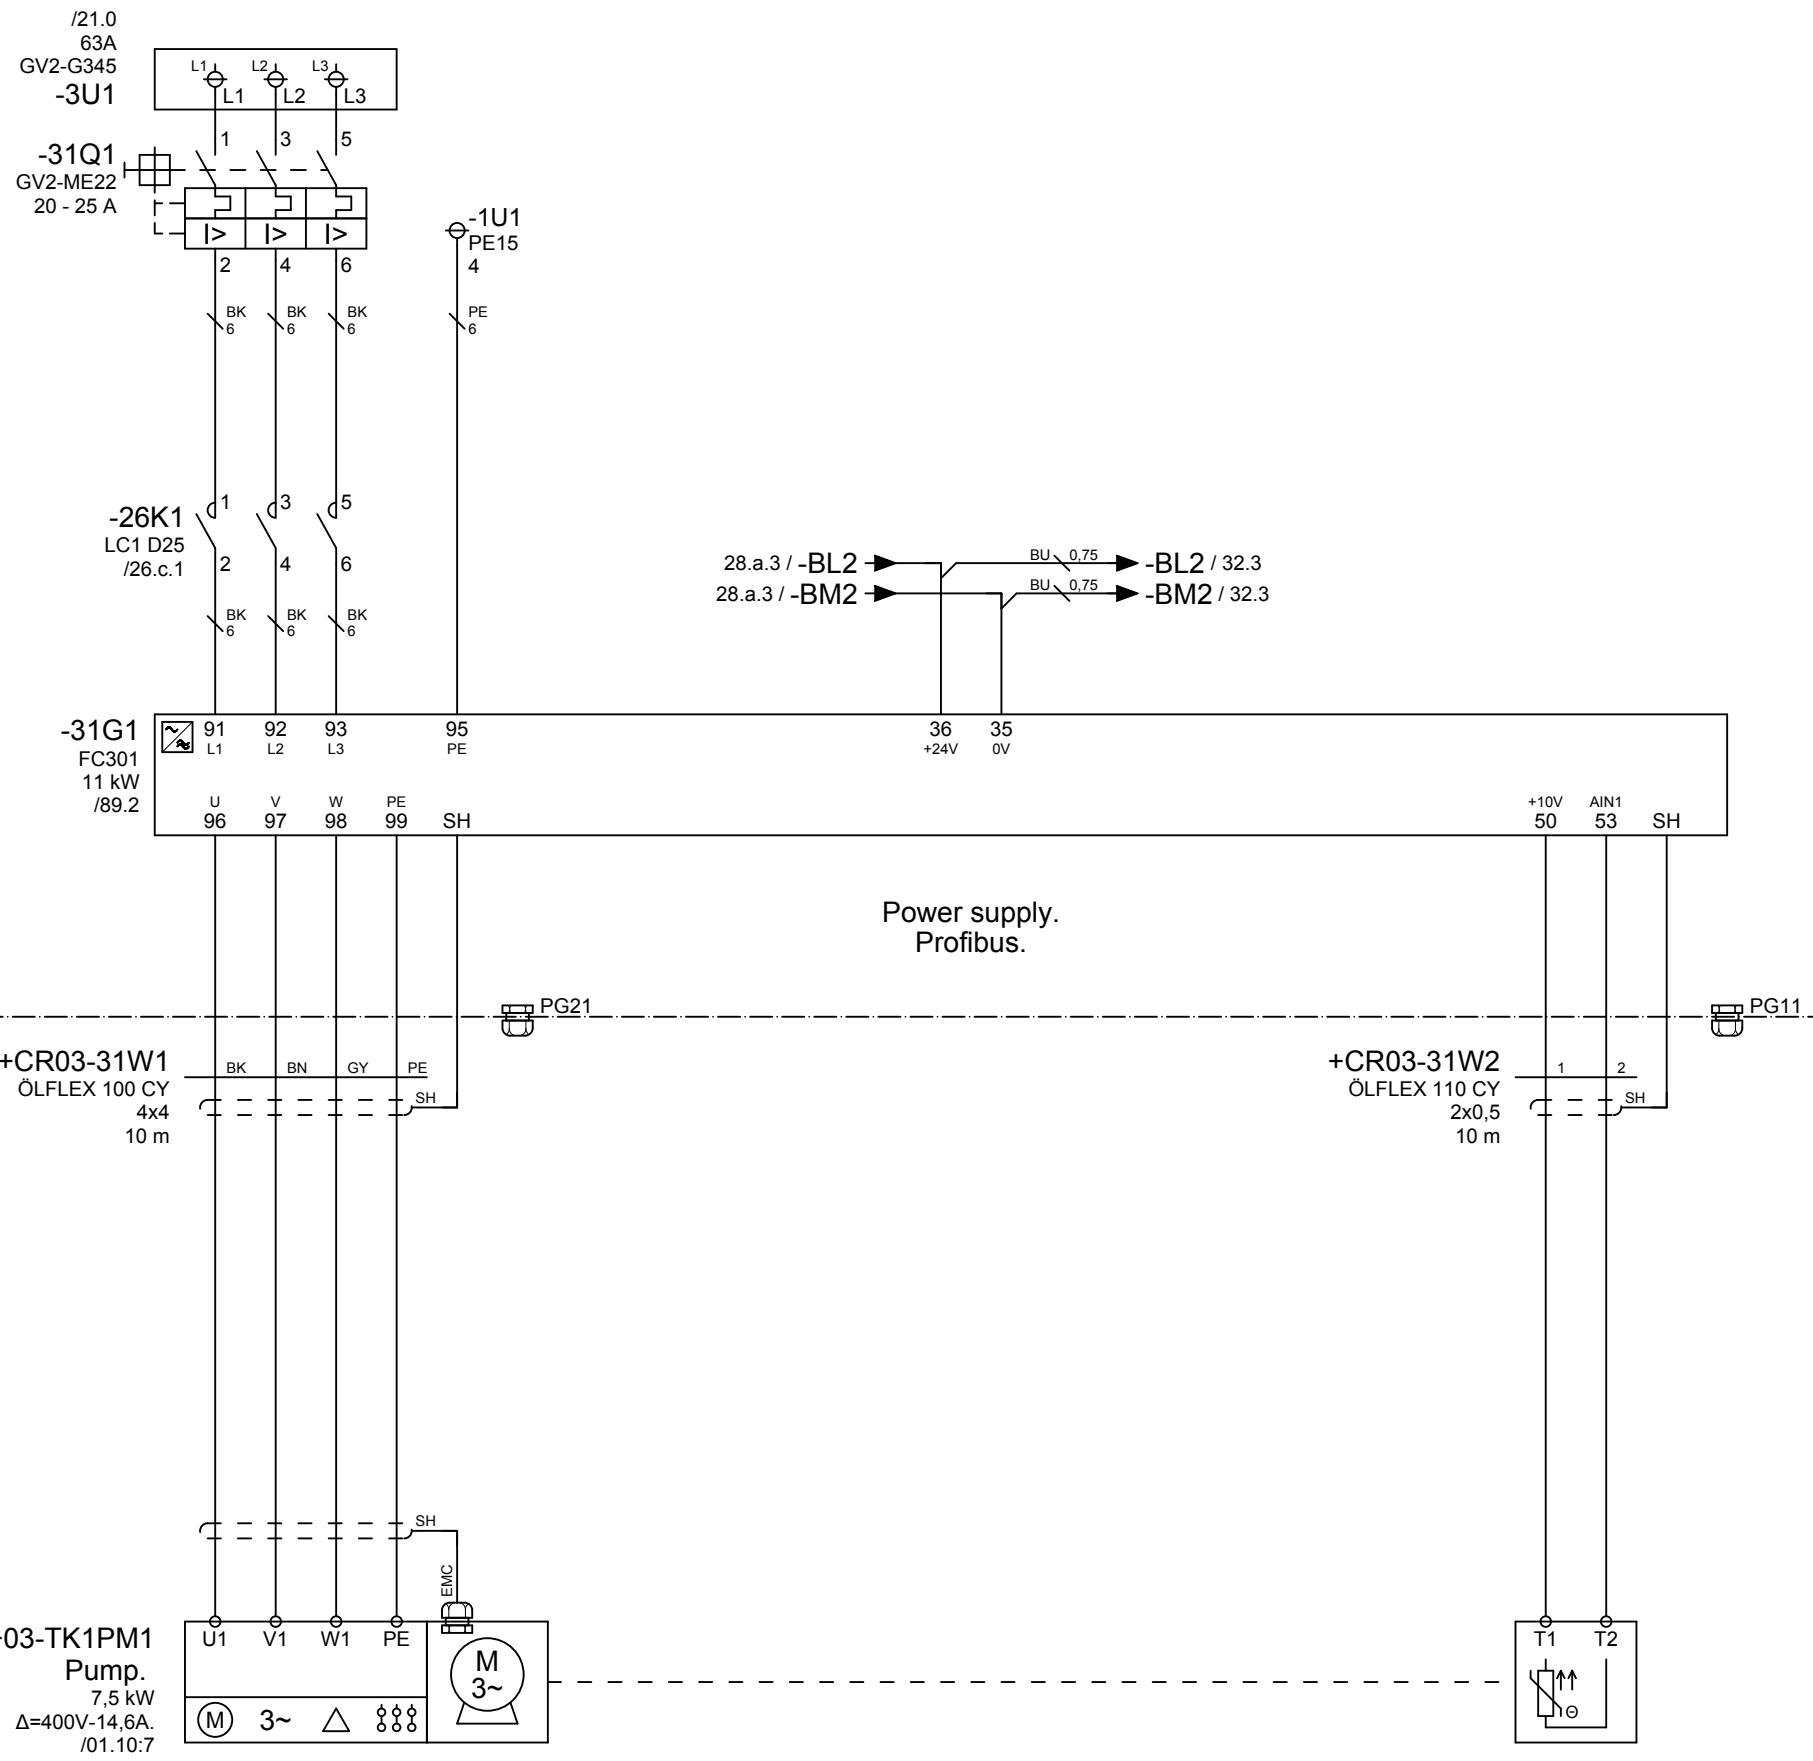 /21.0
63A
GV2-G345
-3U1
L1 L2 L3
L1 L2 L3
1 3 5
-31Q1
GV2-ME22
20 - 25 A
I> I> I>
2 4 6
-1U1
PE15
4
BK BK BK PE
6 6 6 6
1 3 5
-26K1
LC1 D25
/26.c.1
2 4 6
28.a.3 / -BL2 BU 0,75 -BL2 / 32.3
28.a.3 / -BM2 BU 0,75 -BM2 / 32.3
BK BK BK
6 6 6
-31G1
FC301
11 kW
/89.2
91 92 93 95 36 35
L1 L2 L3 PE +24V 0V
U V W PE +10V AIN1
96 97 98 99 SH 50 53 SH
Power supply.
Profibus.
PG21 PG11
+CR03-31W1
ÖLFLEX 100 CY
4x4
10 m
BK BN GY PE
SH
+CR03-31W2
ÖLFLEX 110 CY
2x0,5
10 m
1 2
SH
SH
EMC
03-TK1PM1
Pump.
7,5 kW
Δ=400V-14,6A.
/01.10:7
U1 V1 W1 PE
M
3~
M 3~
T1 T2
Θ